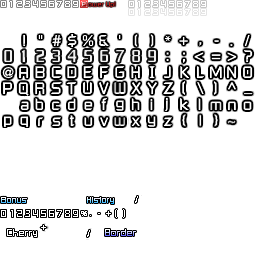 0123456789 Power Up! 0123456789
0123456789
! " # $ % & ' ( ) * + , - . /
0 1 2 3 4 5 6 7 8 9 : ; < = > ?
@ A B C D E F G H I J K L M N O
P Q R S T U V W X Y Z ( \ ) ^ _
a b c d e f g h i j k l m n o
p q r s t u v w x y z ( | ) ~
Bonus History /
0123456789%. - + ( )
Cherry + / Border